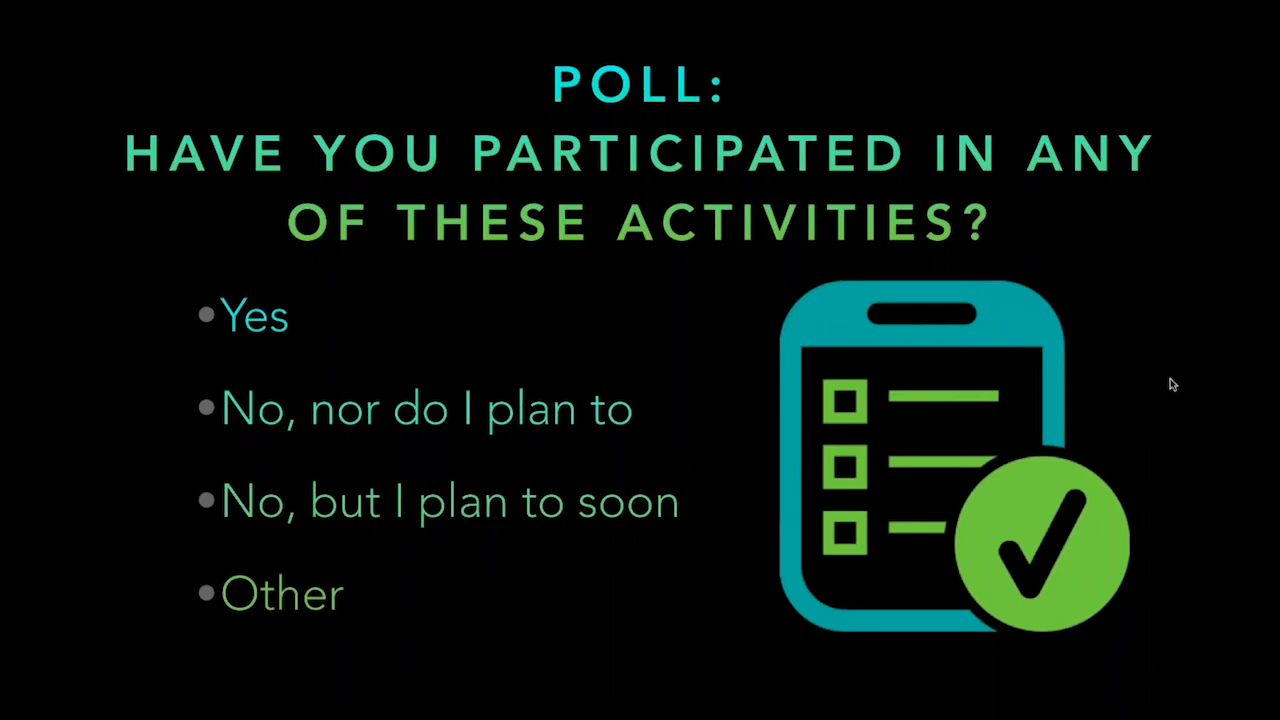 POLL:
HAVE YOU PARTICIPATED IN ANY
OF THESE ACTIVITIES?
•Yes
•No, nor do I plan to
•No, but I plan to soon
•Other